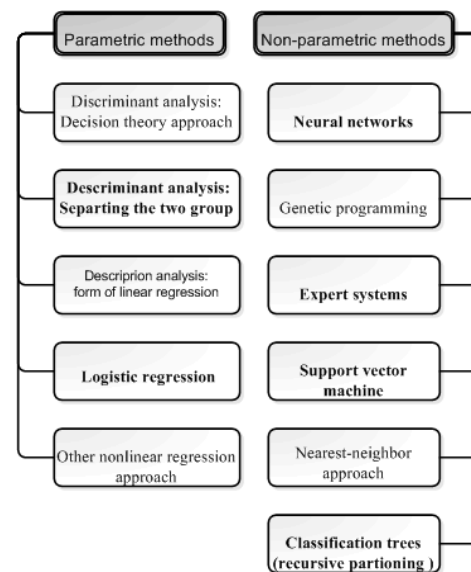 Parametric methods
Discriminant analysis:
Decision theory approach
Descriminant analysis:
Separting the two group
Descriprion analysis:
form of linear regression
Logistic regression
Other nonlinear regression
approach
Non-parametric methods
Neural networks
Genetic programming
Expert systems
Support vector
machine
Nearest-neighbor
approach
Classification trees
(recursive partioning )